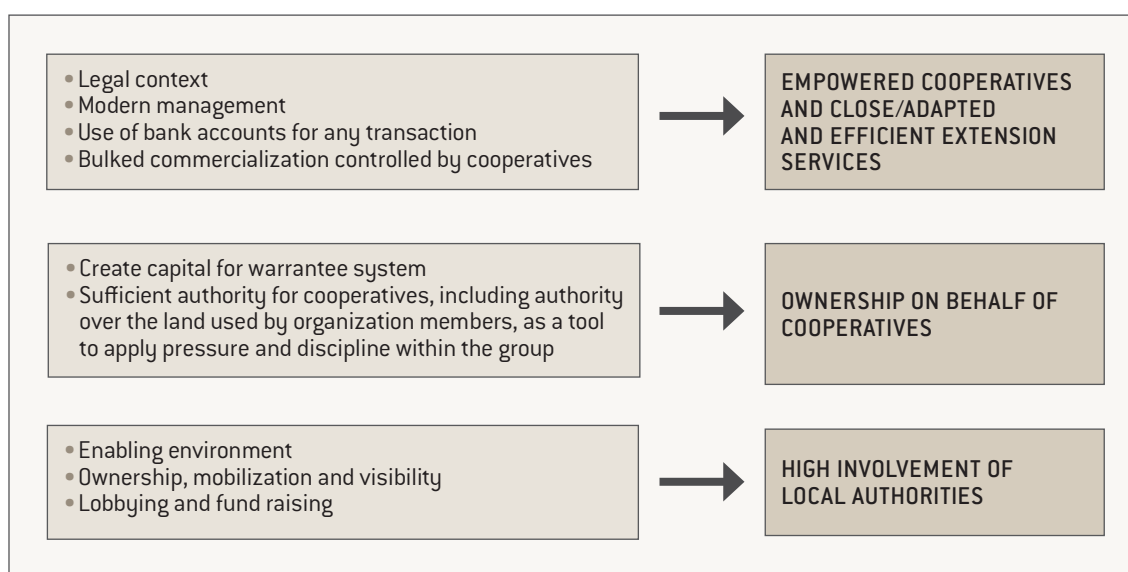 • Legal context
• Modern management
• Use of bank accounts for any transaction
• Bulked commercialization controlled by cooperatives
EMPOWERED COOPERATIVES
AND CLOSE/ADAPTED
AND EFFICIENT EXTENSION
SERVICES
• Create capital for warrantee system
• Sufficient authority for cooperatives, including authority
over the land used by organization members, as a tool
to apply pressure and discipline within the group
OWNERSHIP ON BEHALF OF
COOPERATIVES
• Enabling environment
• Ownership, mobilization and visibility
• Lobbying and fund raising
HIGH INVOLVEMENT OF
LOCAL AUTHORITIES